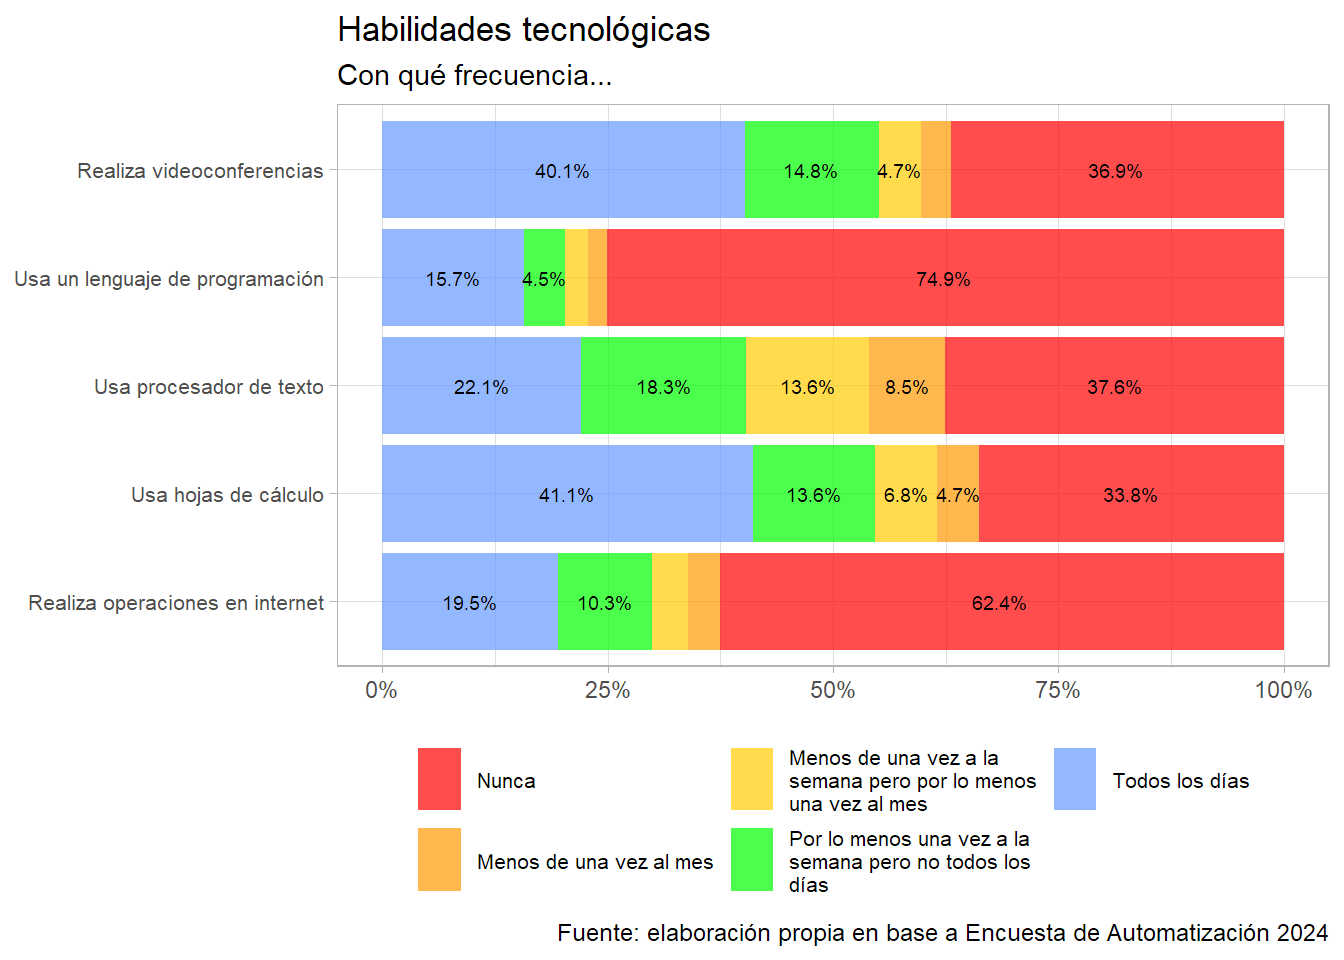 Habilidades tecnológicas
Con qué frecuencia...
Realiza videoconferencias
40.1%
14.8%
4.7%
36.9%
Usa un lenguaje de programación
15.7%
4.5%
74.9%
Usa procesador de texto
22.1%
18.3%
13.6%
8.5%
37.6%
Usa hojas de cálculo
41.1%
13.6%
6.8%
4.7%
33.8%
Realiza operaciones en internet
19.5%
10.3%
62.4%
0%
25%
50%
75%
100%
Nunca
Menos de una vez al mes
Menos de una vez a la
semana pero por lo menos
una vez al mes
Por lo menos una vez a la
semana pero no todos los
días
Todos los días
Fuente: elaboración propia en base a Encuesta de Automatización 2024